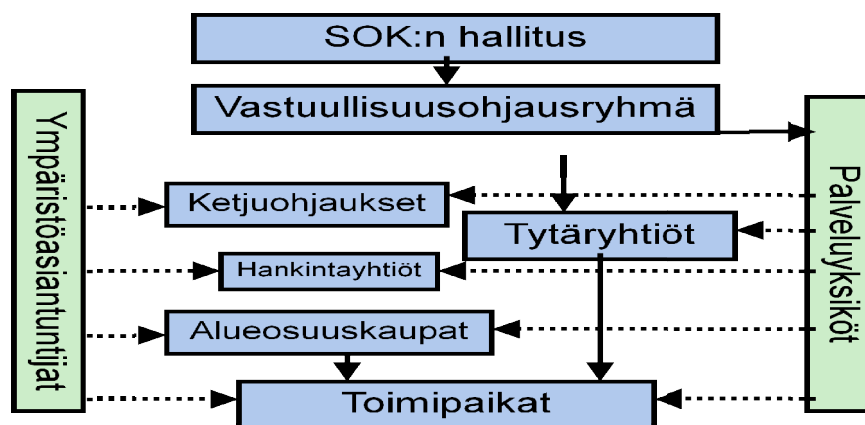 SOK:n hallitus
Vastuullisuusohjausryhmä
Ympäristöasiantuntijat
Palveluyksiköt
Ketjuohjaukset
Tytäryhtiöt
Hankintayhtiöt
Alueosuuskaupat
Toimipaikat